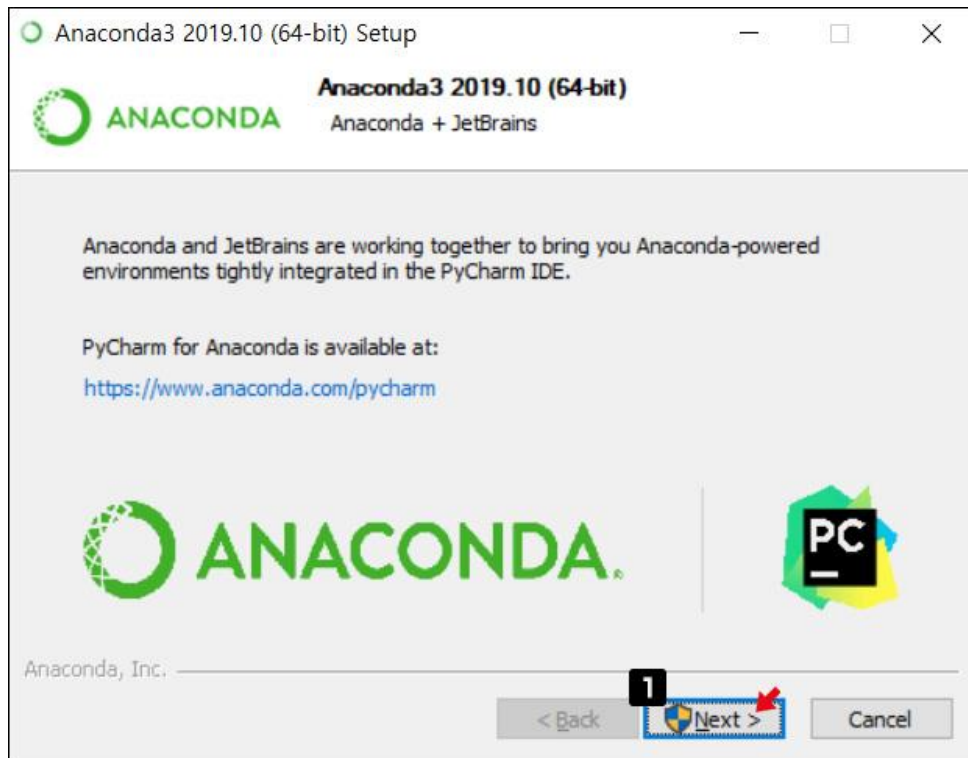 Anaconda3 2019.10 (64-bit) Setup
ANACONDA
Anaconda3 2019.10 (64-bit)
Anaconda + JetBrains
Anaconda and JetBrains are working together to bring you Anaconda-powered
environments tightly integrated in the PyCharm IDE.
PyCharm for Anaconda is available at:
https://www.anaconda.com/pycharm
ANACONDA®
PC
Anaconda, Inc.
1
< Back
Next >
Cancel